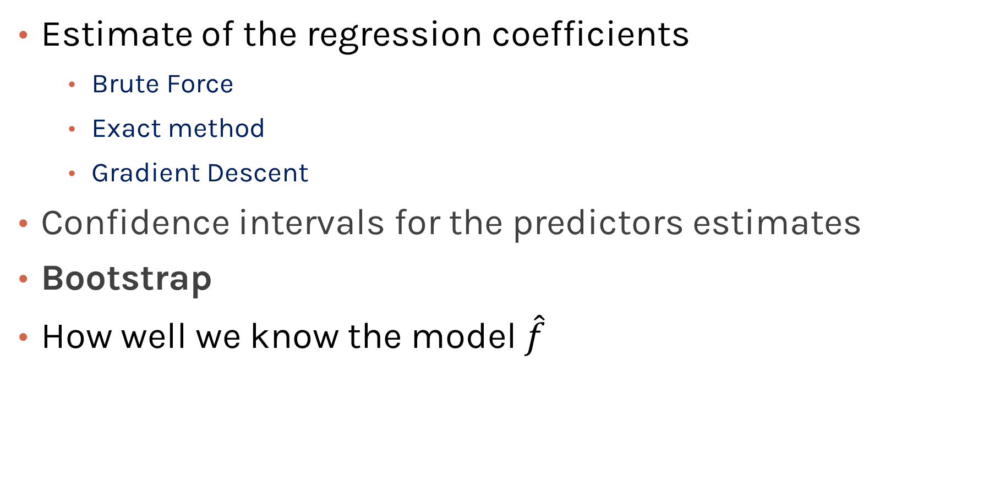 • Estimate of the regression coefficients
• Brute Force
• Exact method
• Gradient Descent
• Confidence intervals for the predictors estimates
• Bootstrap
• How well we know the model f̂